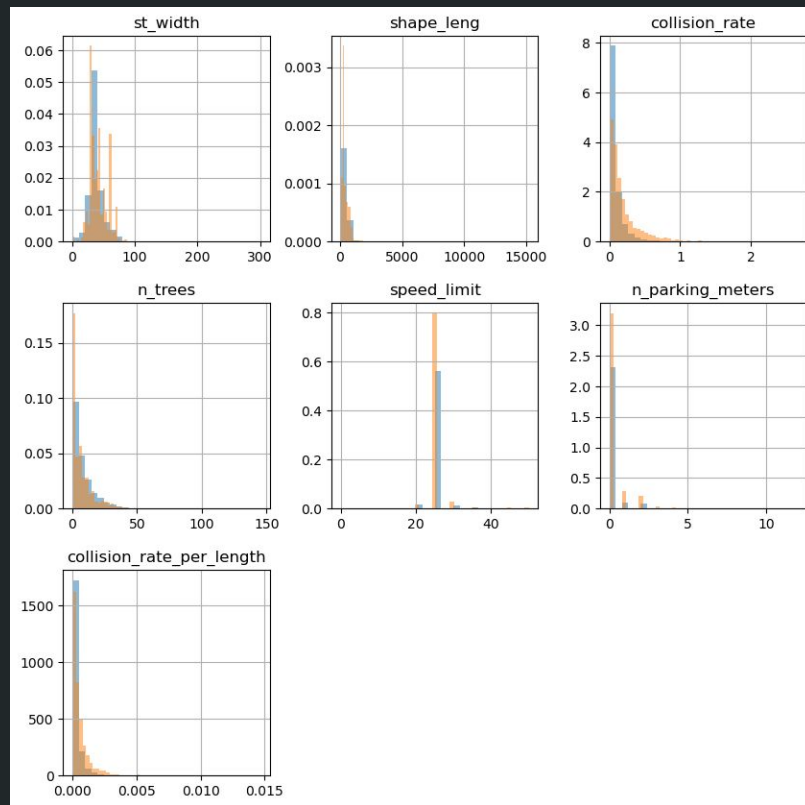 st_width
0.06
0.05
0.04
0.03
0.02
0.01
0.00
0 100 200 300
shape_leng
0.003
0.002
0.001
0.000
0 5000 10000 15000
collision_rate
8
6
4
2
0
0 1 2
n_trees
0.15
0.10
0.05
0.00
0 50 100 150
speed_limit
0.8
0.6
0.4
0.2
0.0
0 20 40
n_parking_meters
3.0
2.5
2.0
1.5
1.0
0.5
0.0
0 5 10
collision_rate_per_length
1500
1000
500
0
0.000 0.005 0.010 0.015